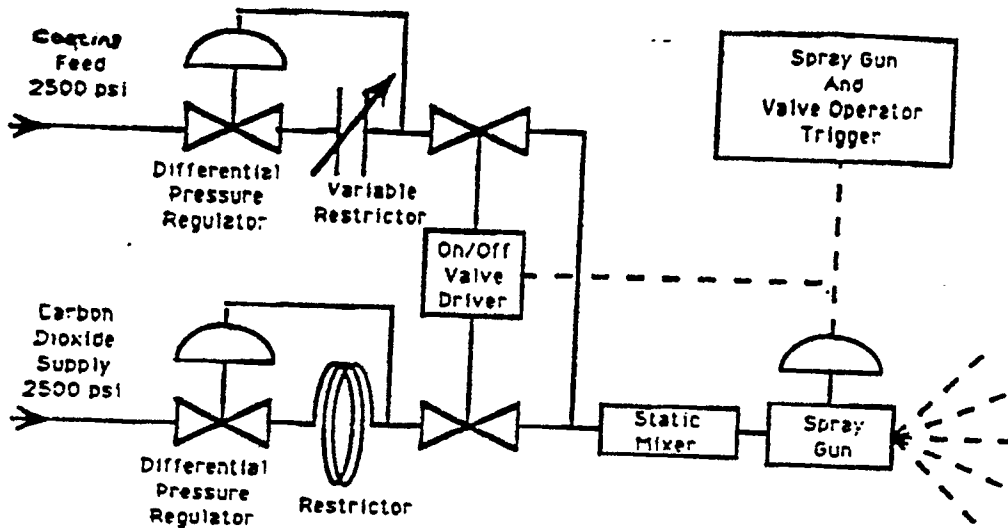 Coating
Feed
2500 psi
Differential
Pressure
Regulator
Variable
Restrictor
On/Off
Valve
Driver
Spray Gun
And
Valve Operator
Trigger
Carbon
Dioxide
Supply
2500 psi
Differential
Pressure
Regulator
Restrictor
Static
Mixer
Spray
Gun